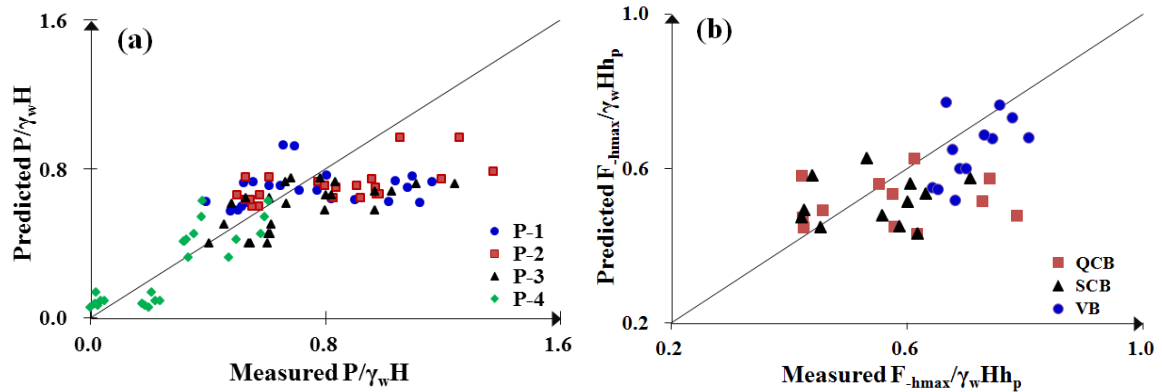 1.6
(a)
Predicted P/γwH
0.8
P-1
P-2
P-3
P-4
0.0
0.0 0.8 1.6
Measured P/γwH
1.0
(b)
Predicted F-hmax/γwHhp
0.6
QCB
SCB
VB
0.2
0.2 0.6 1.0
Measured F-hmax/γwHhp